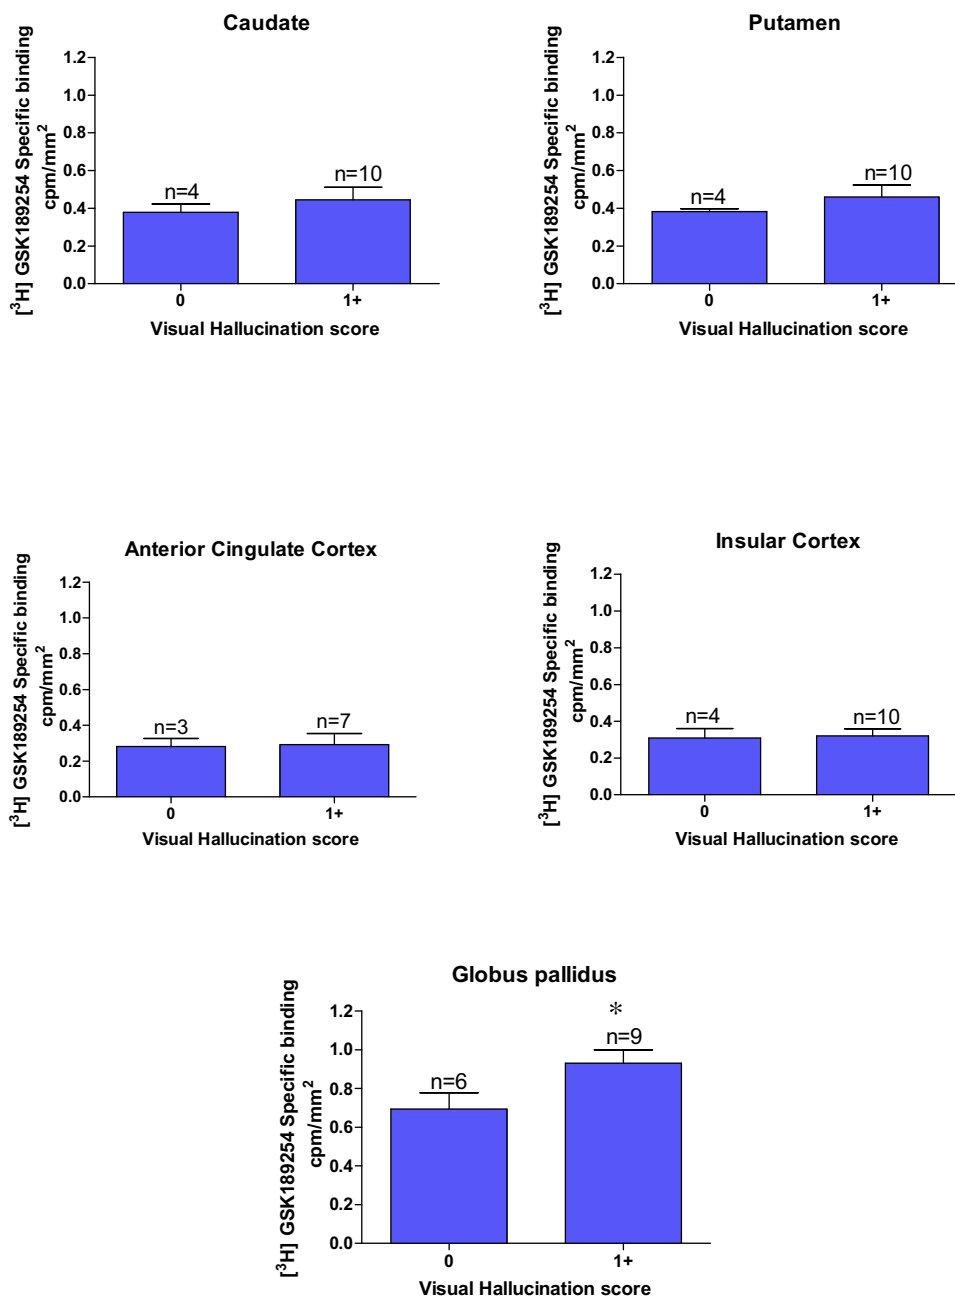 Caudate
[³H] GSK189254 Specific binding
cpm/mm²
1.2
1.0
0.8
0.6
0.4
0.2
0.0
n=4
n=10
0
1+
Visual Hallucination score
Putamen
[³H] GSK189254 Specific binding
cpm/mm²
1.2
1.0
0.8
0.6
0.4
0.2
0.0
n=4
n=10
0
1+
Visual Hallucination score
Anterior Cingulate Cortex
[³H] GSK189254 Specific binding
cpm/mm²
1.2
1.0
0.8
0.6
0.4
0.2
0.0
n=3
n=7
0
1+
Visual Hallucination score
Insular Cortex
[³H] GSK189254 Specific binding
cpm/mm²
1.2
1.0
0.8
0.6
0.4
0.2
0.0
n=4
n=10
0
1+
Visual Hallucination score
Globus pallidus
[³H] GSK189254 Specific binding
cpm/mm²
1.2
1.0
0.8
0.6
0.4
0.2
0.0
n=6
*
n=9
0
1+
Visual Hallucination score